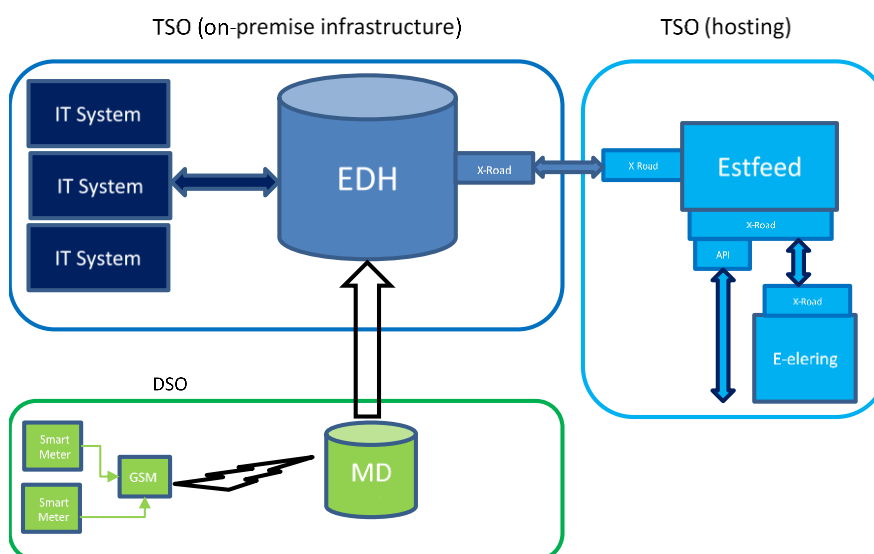 TSO (on-premise infrastructure)
TSO (hosting)
IT System
IT System
IT System
EDH
X-Road
X Road
Estfeed
X-Road
API
X-Road
E-elering
DSO
Smart
Meter
GSM
Smart
Meter
MD